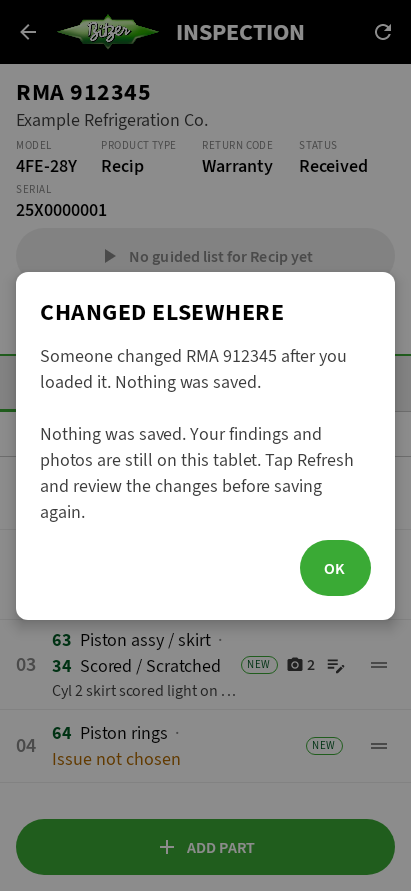 Bitzer
INSPECTION
RMA 912345
Example Refrigeration Co.
MODEL
PRODUCT TYPE
RETURN CODE
STATUS
4FE-28Y
Recip
Warranty
Received
SERIAL
25X0000001
No guided list for Recip yet
CHANGED ELSEWHERE
Someone changed RMA 912345 after you
loaded it. Nothing was saved.
Nothing was saved. Your findings and
photos are still on this tablet. Tap Refresh
and review the changes before saving
again.
OK
03
63 Piston assy / skirt ·
34 Scored / Scratched
NEW
2
Cyl 2 skirt scored light on …
04
64 Piston rings ·
Issue not chosen
NEW
ADD PART